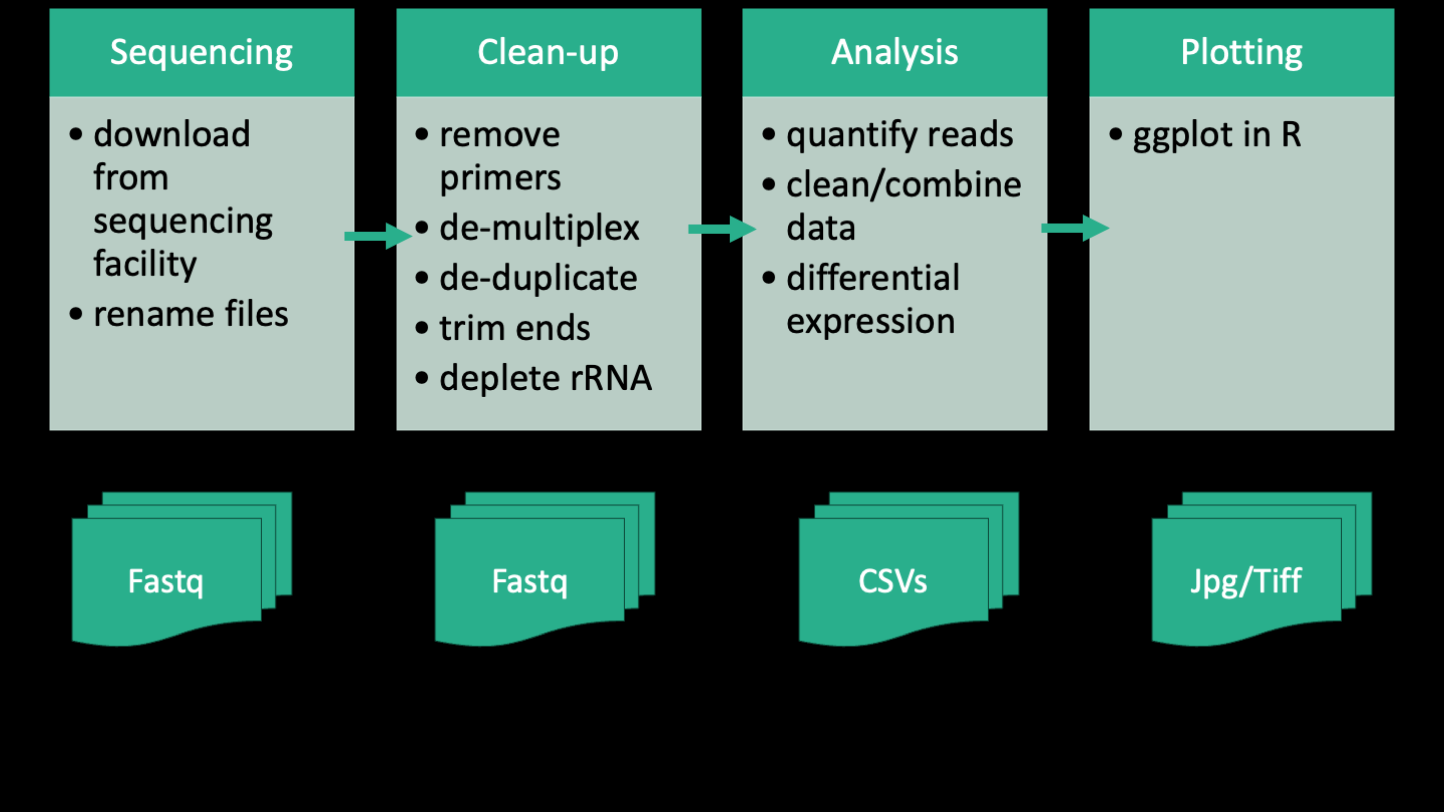 Sequencing
• download
from
sequencing
facility
• rename files
Clean-up
• remove
primers
• de-multiplex
• de-duplicate
• trim ends
• deplete rRNA
Analysis
• quantify reads
• clean/combine
data
• differential
expression
Plotting
• ggplot in R
Fastq
Fastq
CSVs
Jpg/Tiff